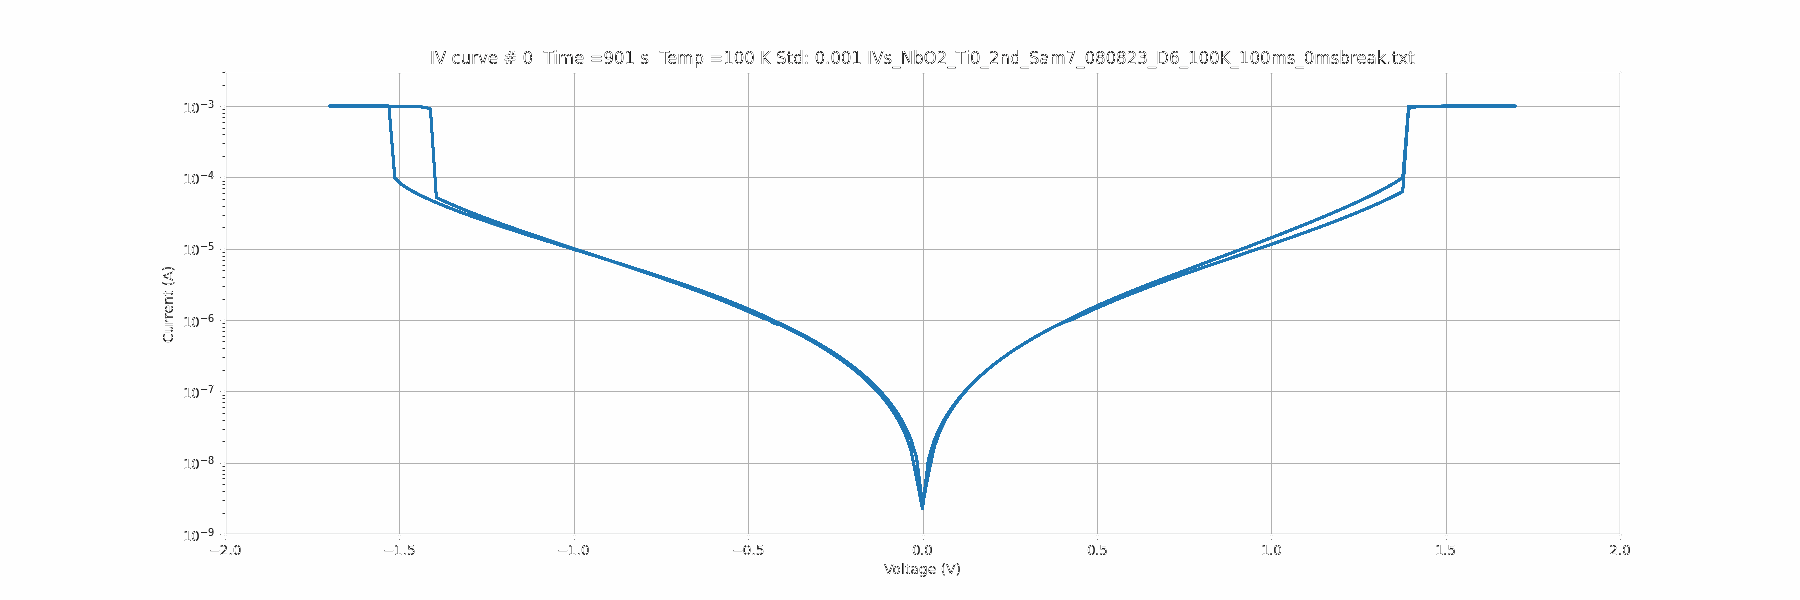 IV curve # 0 Time =901 s Temp =100 K Std: 0.001 IVs_NbO2_Ti0_2nd_Sam7_080823_D6_100K_100ms_0msbreak.txt
10⁻³
10⁻⁴
10⁻⁵
10⁻⁶
10⁻⁷
10⁻⁸
10⁻⁹
Current (A)
−2.0 −1.5 −1.0 −0.5 0.0 0.5 1.0 1.5 2.0
Voltage (V)